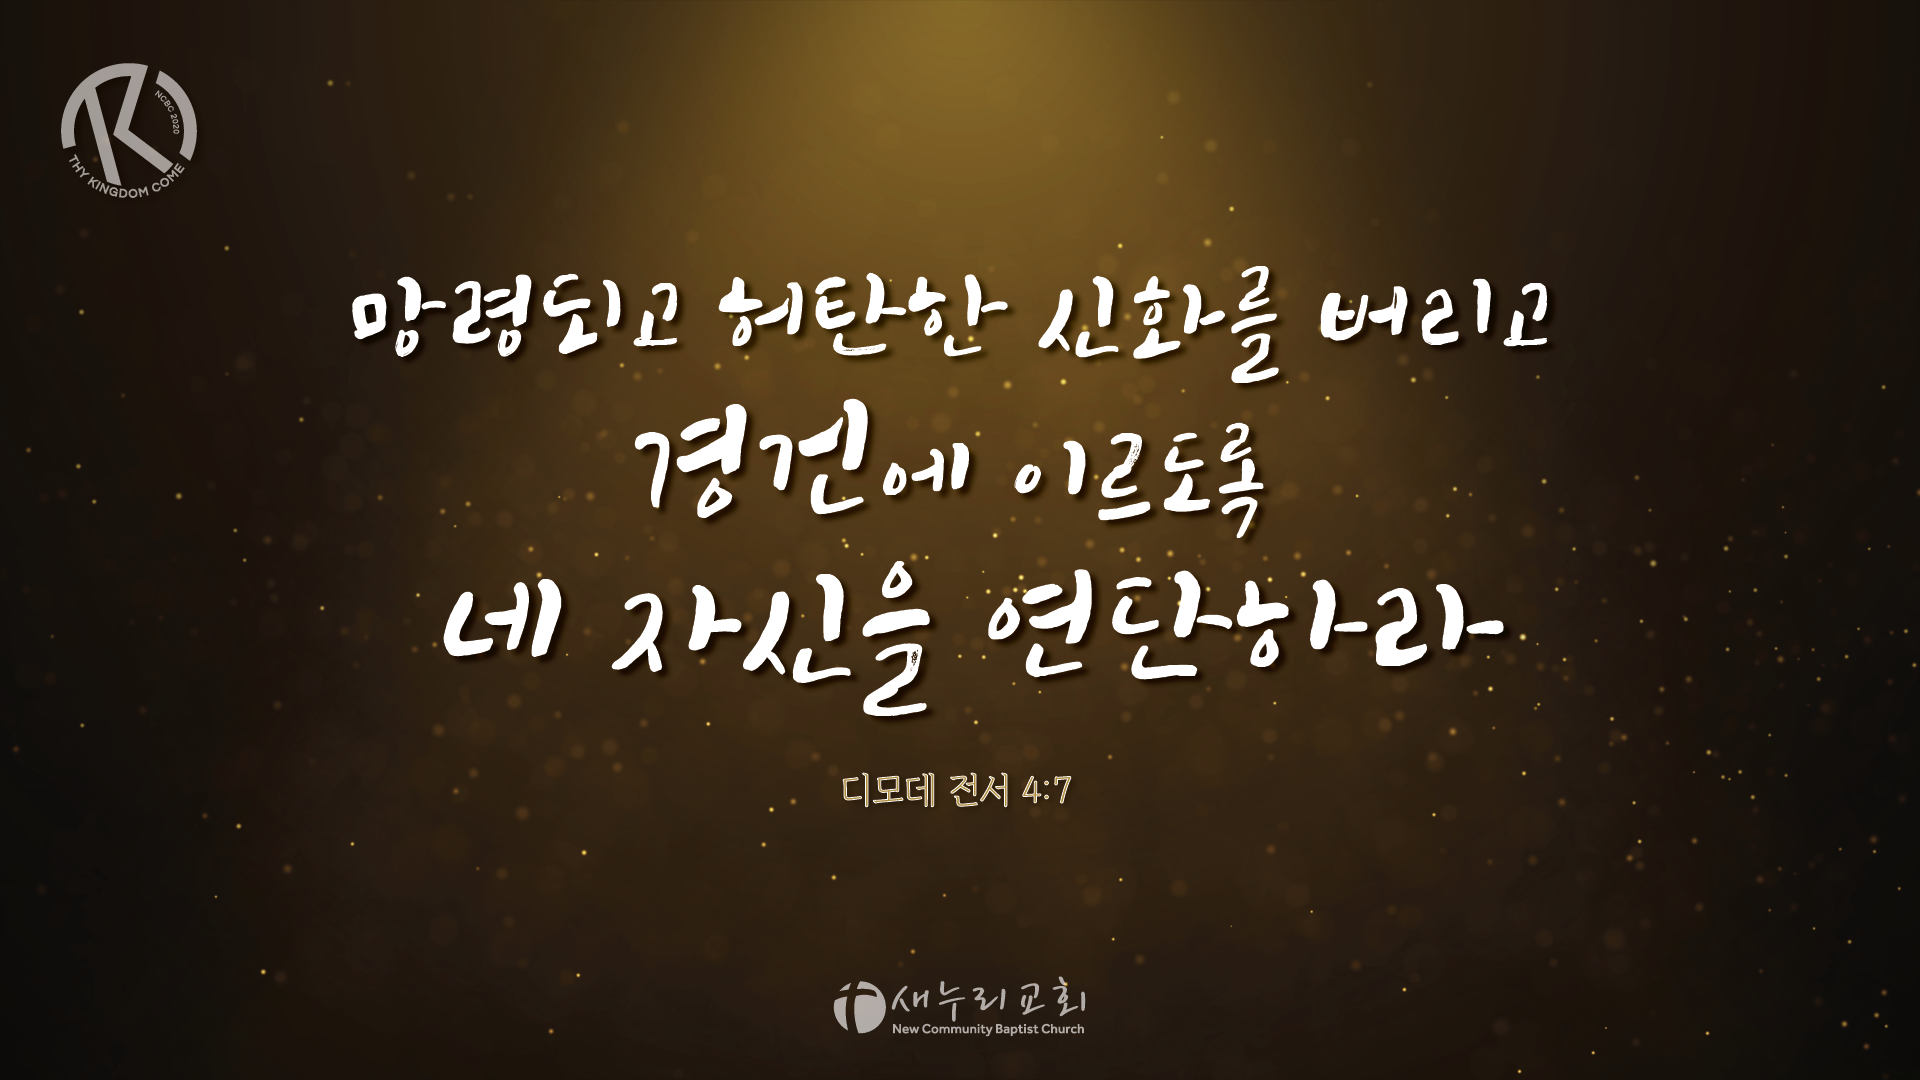 NCBC 2020
THY KINGDOM COME
망령되고 허탄한 신화를 버리고
경건에 이르도록
네 자신을 연단하라
디모데 전서 4:7
새누리교회
New Community Baptist Church